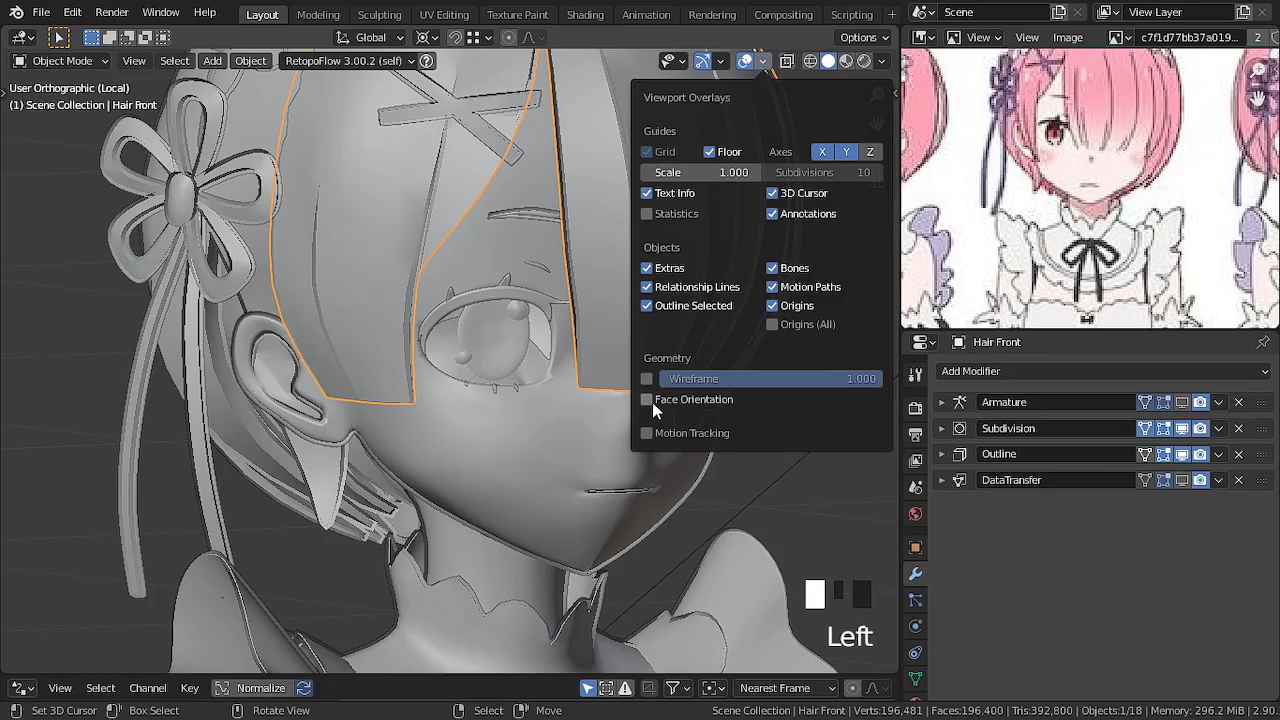 File Edit Render Window Help Layout Modeling Sculpting UV Editing Texture Paint Shading Animation Rendering Compositing Scripting Scene View Layer
Global Options View Image c7f1d77bb37a019... 2
Object Mode View Select Add Object RetopoFlow 3.00.2 (self)
User Orthographic (Local)
(1) Scene Collection | Hair Front
Viewport Overlays
Guides
Grid Floor Axes X Y Z
Scale 1.000 Subdivisions 10
Text Info 3D Cursor
Statistics Annotations
Objects
Extras Bones
Relationship Lines Motion Paths
Outline Selected Origins
Origins (All)
Geometry
Wireframe 1.000
Face Orientation
Motion Tracking
Hair Front
Add Modifier
Armature
Subdivision
Outline
DataTransfer
Left
View Select Channel Key Normalize Nearest Frame
Set 3D Cursor Box Select Rotate View Select Move Scene Collection | Hair Front | Verts:196,481 | Faces:196,400 | Tris:392,800 | Objects:1/18 | Memory: 296.2 MiB | 2.90.